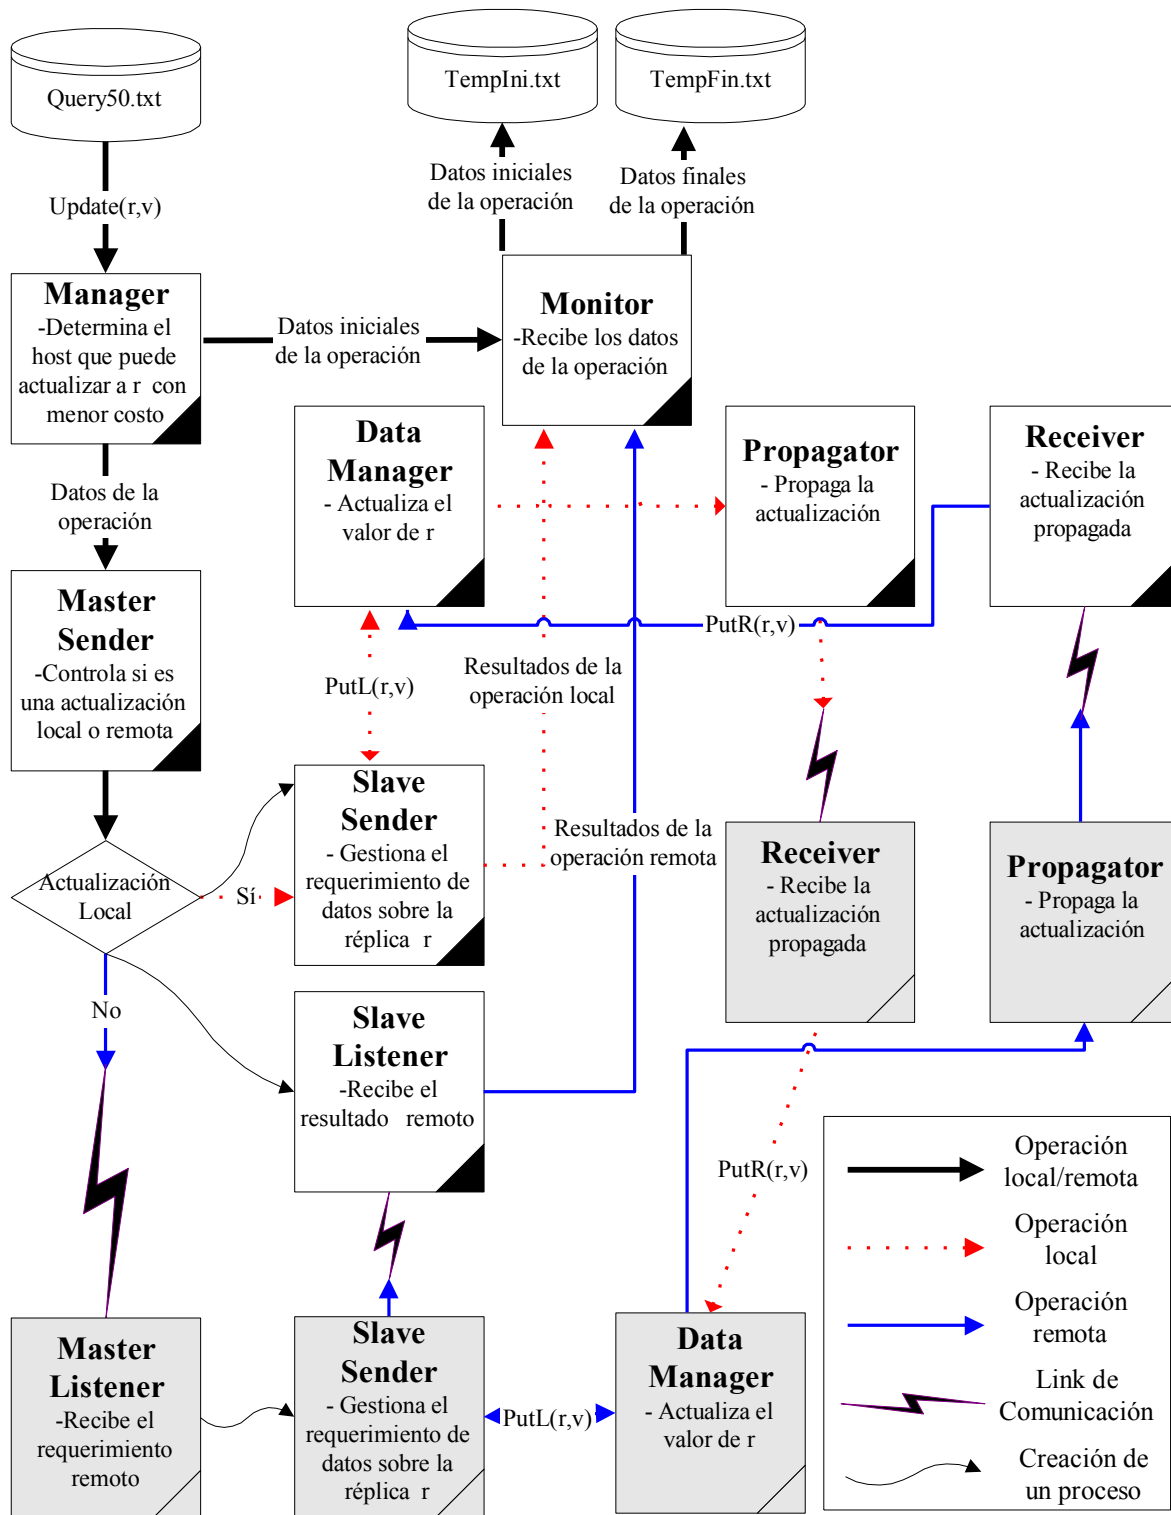 Query50.txt
TempIni.txt
TempFin.txt
Update(r,v)
Datos iniciales
de la operación
Datos finales
de la operación
Manager
-Determina el
host que puede
actualizar a r con
menor costo
Datos iniciales
de la operación
Monitor
-Recibe los datos
de la operación
Datos de la
operación
Data
Manager
- Actualiza el
valor de r
Propagator
- Propaga la
actualización
Receiver
- Recibe la
actualización
propagada
Master
Sender
-Controla si es
una actualización
local o remota
PutL(r,v)
Resultados de la
operación local
PutR(r,v)
Actualización
Local
Sí
No
Slave
Sender
- Gestiona el
requerimiento de
datos sobre la
réplica r
Resultados de la
operación remota
Receiver
- Recibe la
actualización
propagada
Propagator
- Propaga la
actualización
Slave
Listener
-Recibe el
resultado remoto
PutR(r,v)
Master
Listener
-Recibe el
requerimiento
remoto
Slave
Sender
- Gestiona el
requerimiento de
datos sobre la
réplica r
PutL(r,v)
Data
Manager
- Actualiza el
valor de r
Operación
local/remota
Operación
local
Operación
remota
Link de
Comunicación
Creación de
un proceso